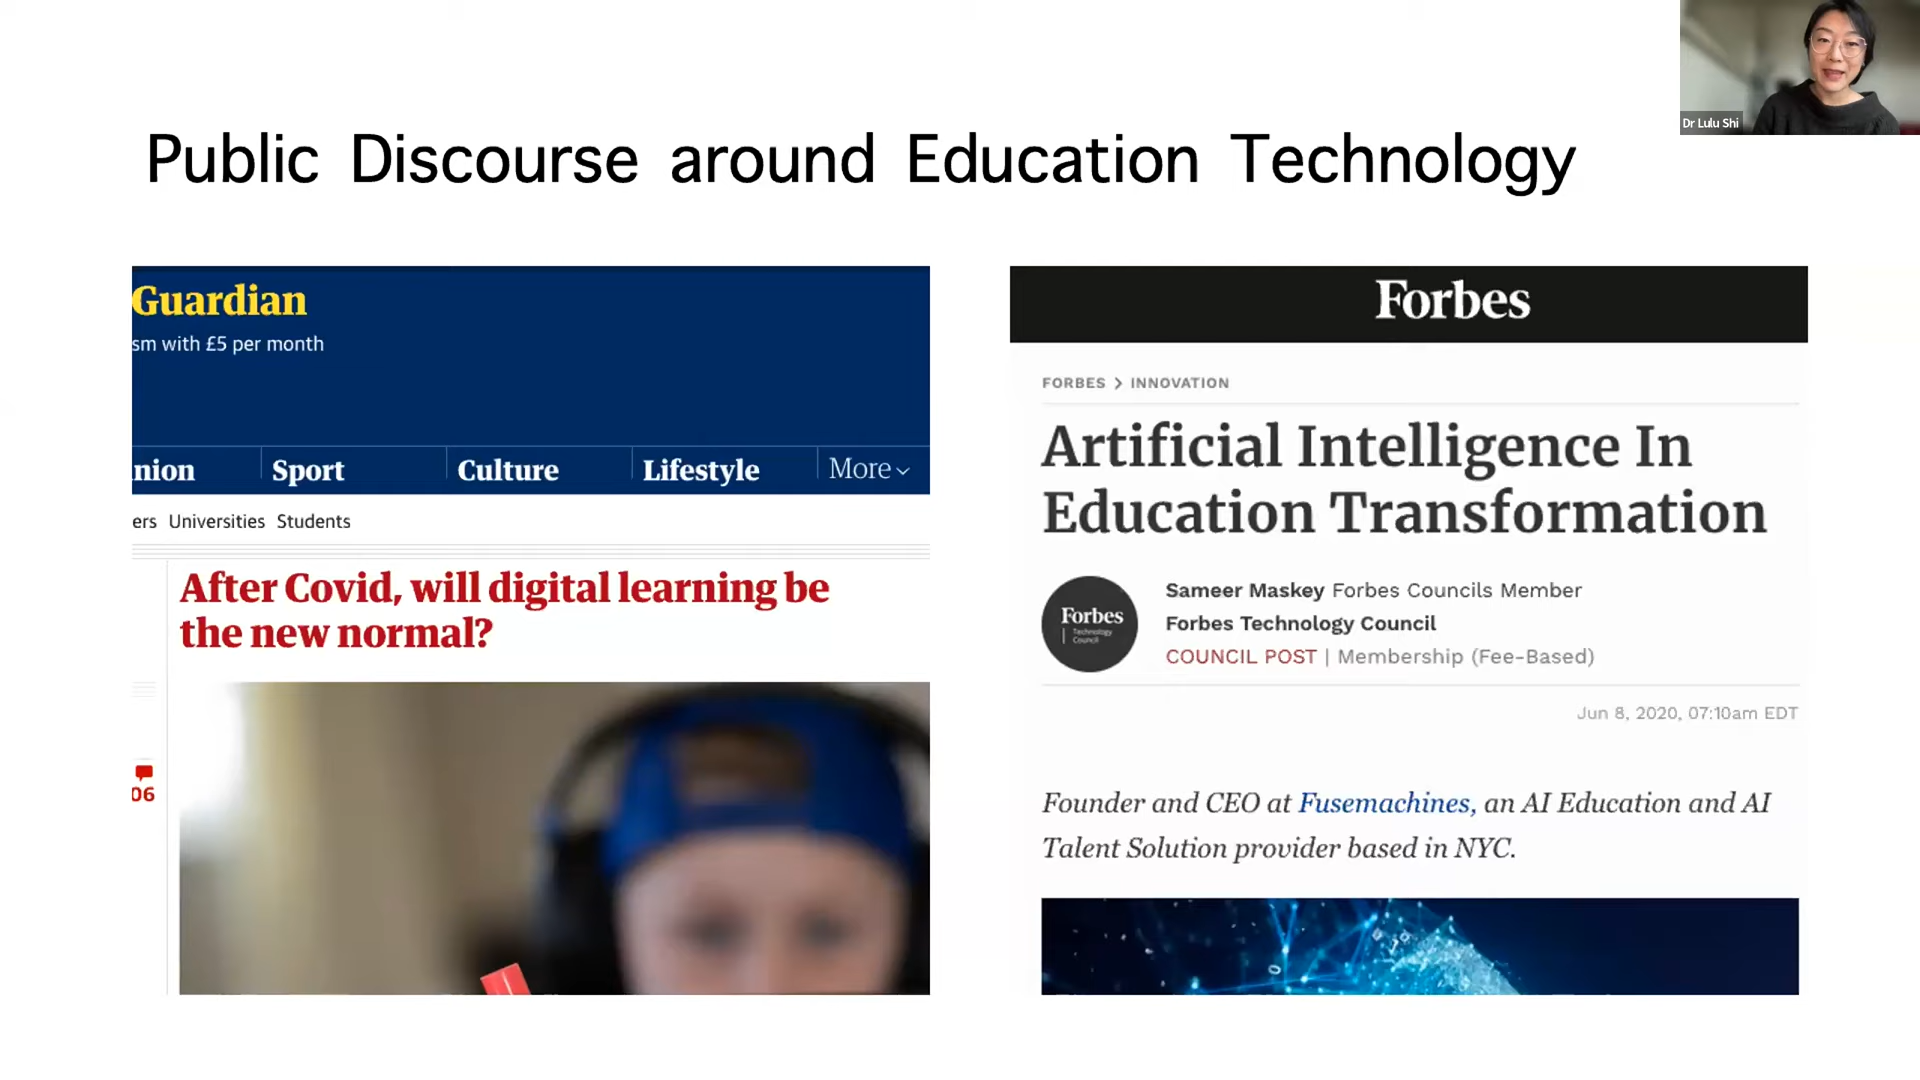 Dr Lulu Shi
Public Discourse around Education Technology
Guardian
sm with £5 per month
nion Sport Culture Lifestyle More
ers Universities Students
After Covid, will digital learning be
the new normal?
06
Forbes
FORBES > INNOVATION
Artificial Intelligence In
Education Transformation
Forbes
Technology
Council
Sameer Maskey Forbes Councils Member
Forbes Technology Council
COUNCIL POST | Membership (Fee-Based)
Jun 8, 2020, 07:10am EDT
Founder and CEO at Fusemachines, an AI Education and AI
Talent Solution provider based in NYC.